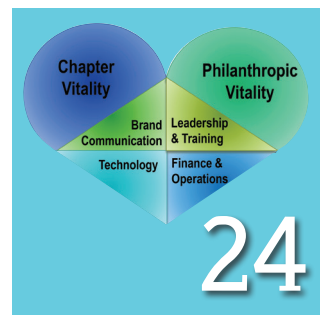 Chapter
Vitality
Philanthropic
Vitality
Brand
Communication
Leadership
& Training
Technology
Finance &
Operations
24